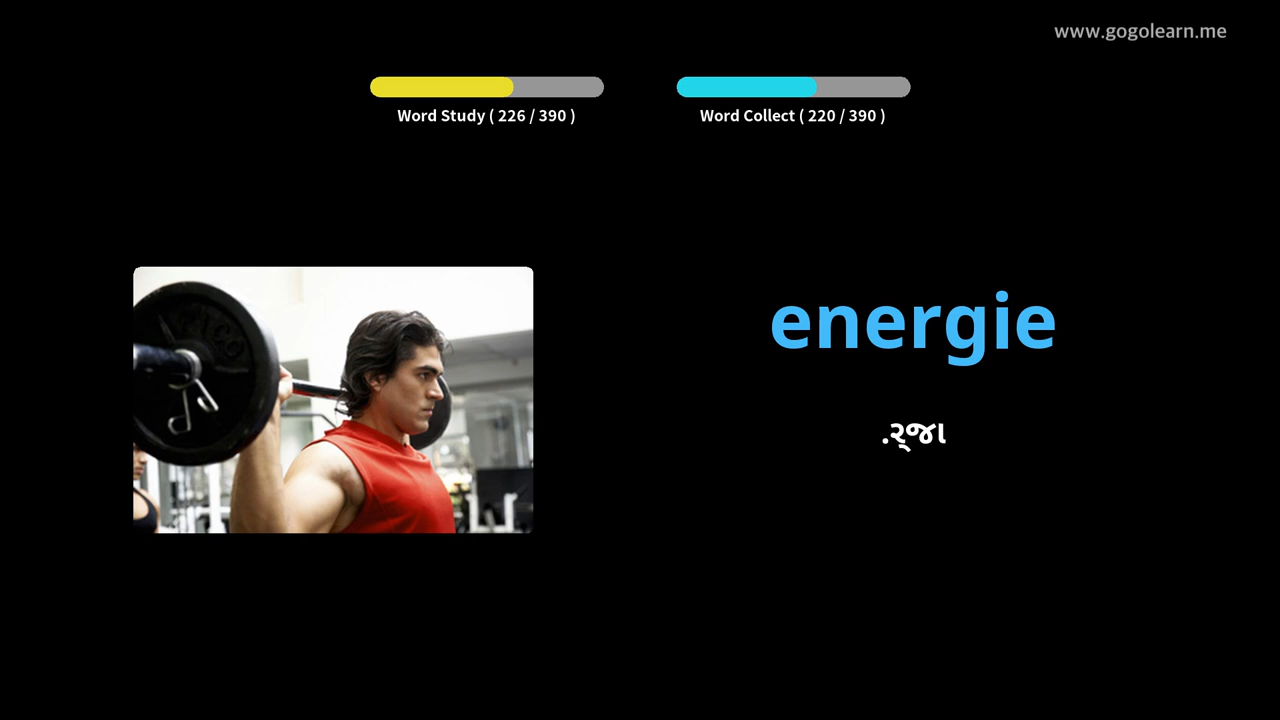 www.gogolearn.me
Word Study ( 226 / 390 )
Word Collect ( 220 / 390 )
energie
.ર્‌જા